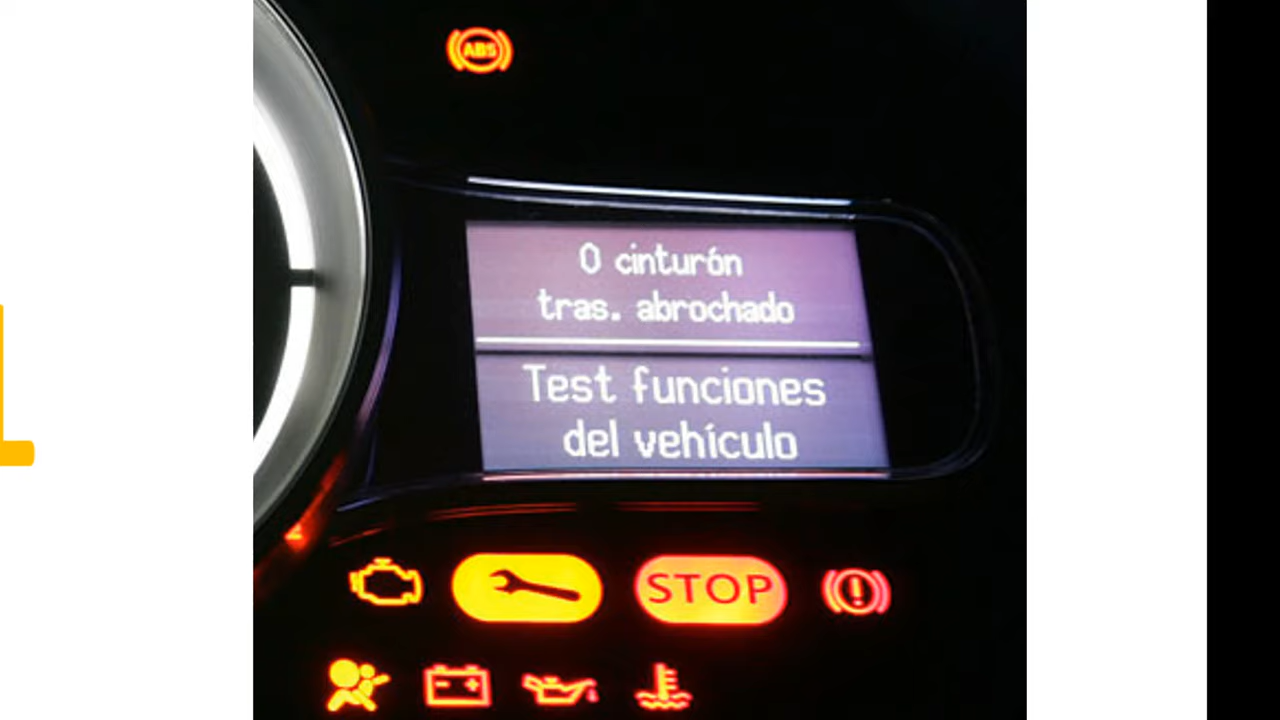 ABS
0 cinturón
tras. abrochado
Test funciones
del vehículo
STOP